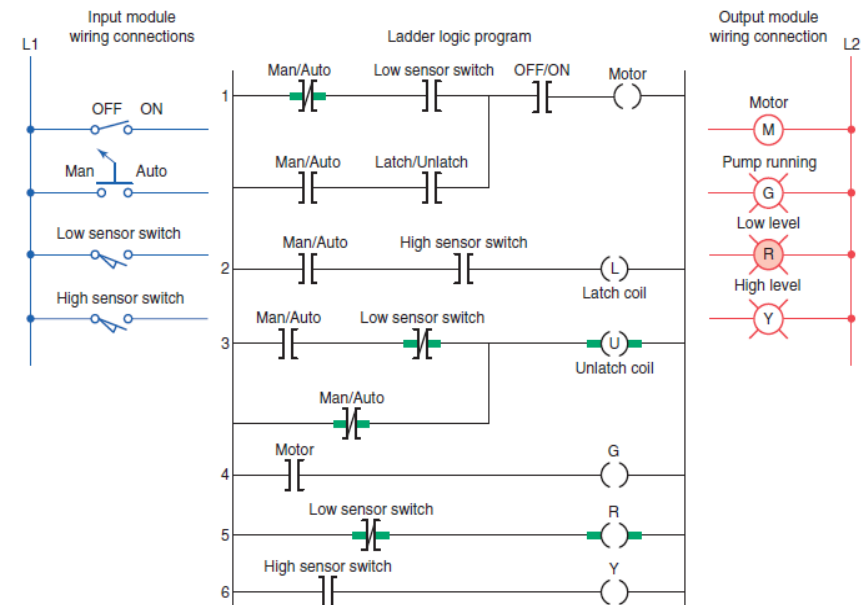 Input module
wiring connections
L1
OFF ON
Man Auto
Low sensor switch
High sensor switch
Ladder logic program
1
Man/Auto Low sensor switch OFF/ON Motor
Man/Auto Latch/Unlatch
2
Man/Auto High sensor switch
L
Latch coil
3
Man/Auto Low sensor switch
U
Unlatch coil
Man/Auto
4
Motor G
5
Low sensor switch R
6
High sensor switch Y
Output module
wiring connection
L2
Motor
M
Pump running
G
Low level
R
High level
Y